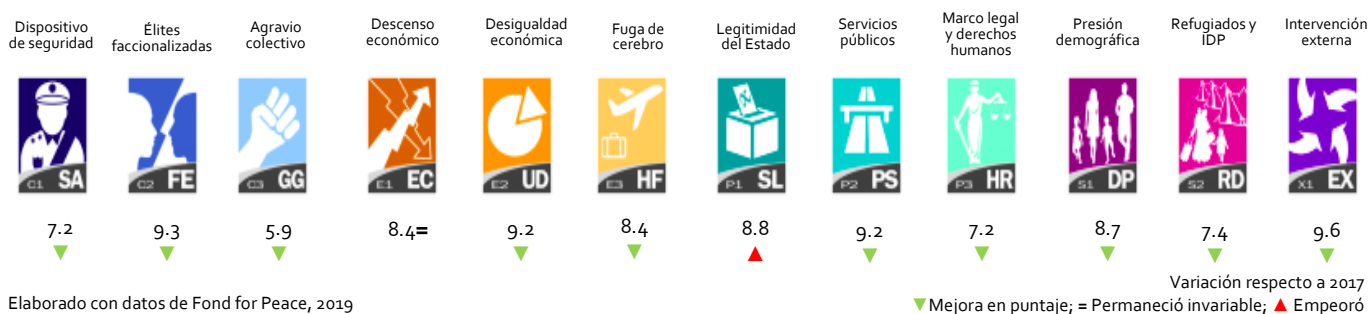 Dispositivo
de seguridad
Élites
faccionalizadas
Agravio
colectivo
Descenso
económico
Desigualdad
económica
Fuga de
cerebro
Legitimidad
del Estado
Servicios
públicos
Marco legal
y derechos
humanos
Presión
demográfica
Refugiados y
IDP
Intervención
externa
C1 SA
C2 FE
C3 GG
E1 EC
E2 UD
E3 HF
P1 SL
P2 PS
P3 HR
S1 DP
S2 RD
X1 EX
7.2
9.3
5.9
8.4=
9.2
8.4
8.8
9.2
7.2
8.7
7.4
9.6
Variación respecto a 2017
Elaborado con datos de Fond for Peace, 2019
▼ Mejora en puntaje; = Permaneció invariable; ▲ Empeoró